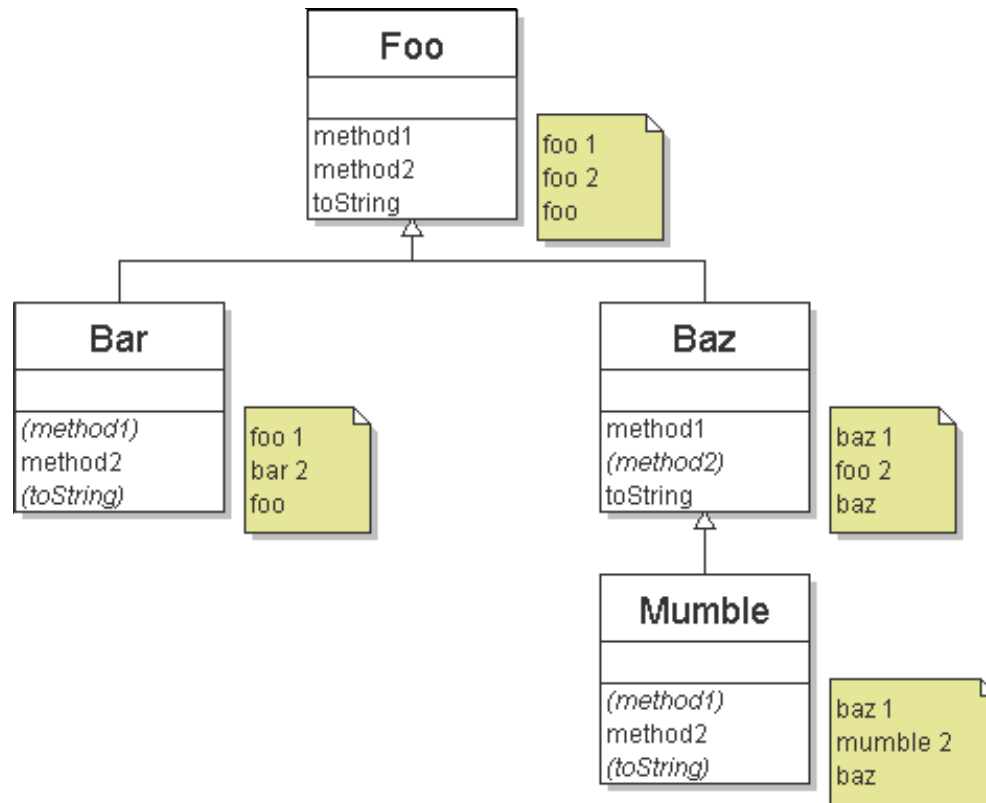 Foo
method1
method2
toString
foo 1
foo 2
foo
Bar
(method1)
method2
(toString)
foo 1
bar 2
foo
Baz
method1
(method2)
toString
baz 1
foo 2
baz
Mumble
(method1)
method2
(toString)
baz 1
mumble 2
baz